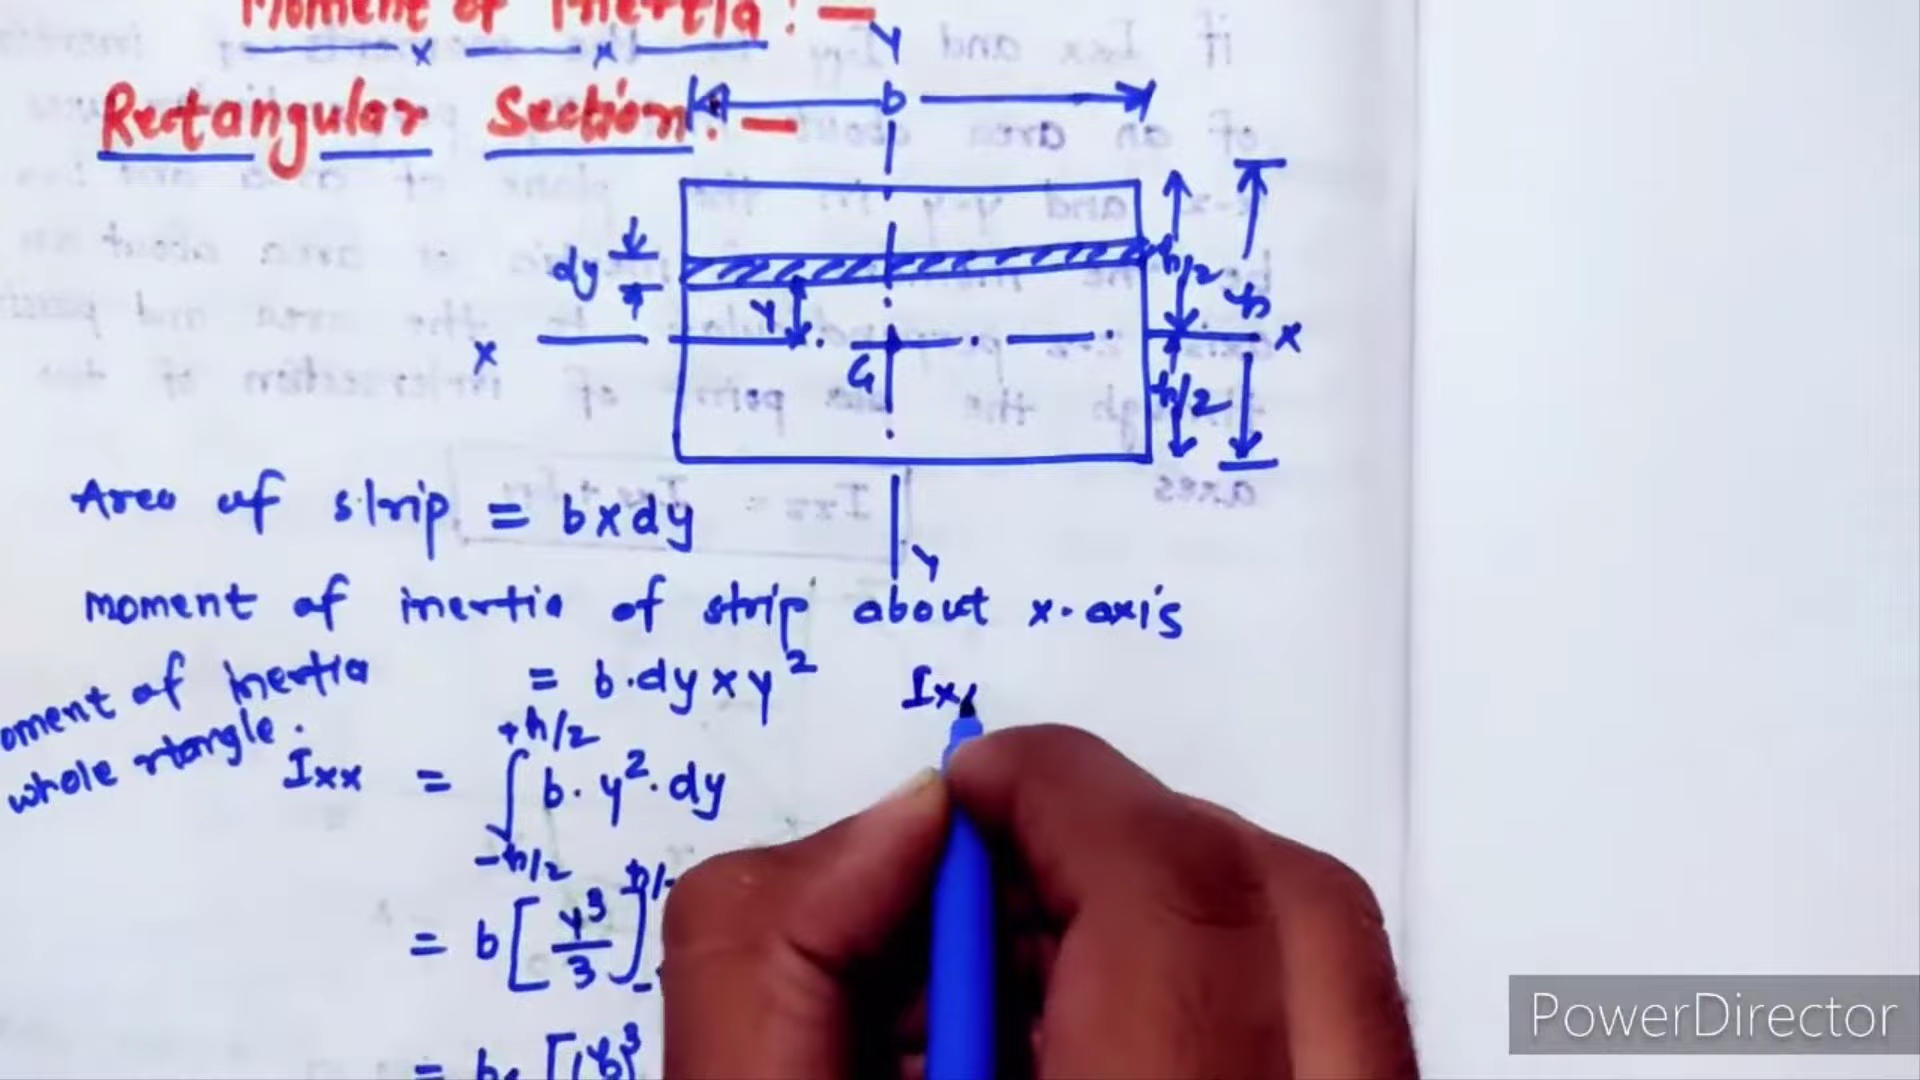 Moment of Inertia :—
Rectangular Section :—
Y
b
dy
Y
h/2
h
x
x
G
h/2
Y
Area of strip = b x dy
moment of inertia of strip about x-axis
= b.dy x y²
Ixx
oment of inertia
whole rtangle.
Ixx = ∫ b. y². dy
+h/2
-h/2
= b [ y³/3 ]
PowerDirector